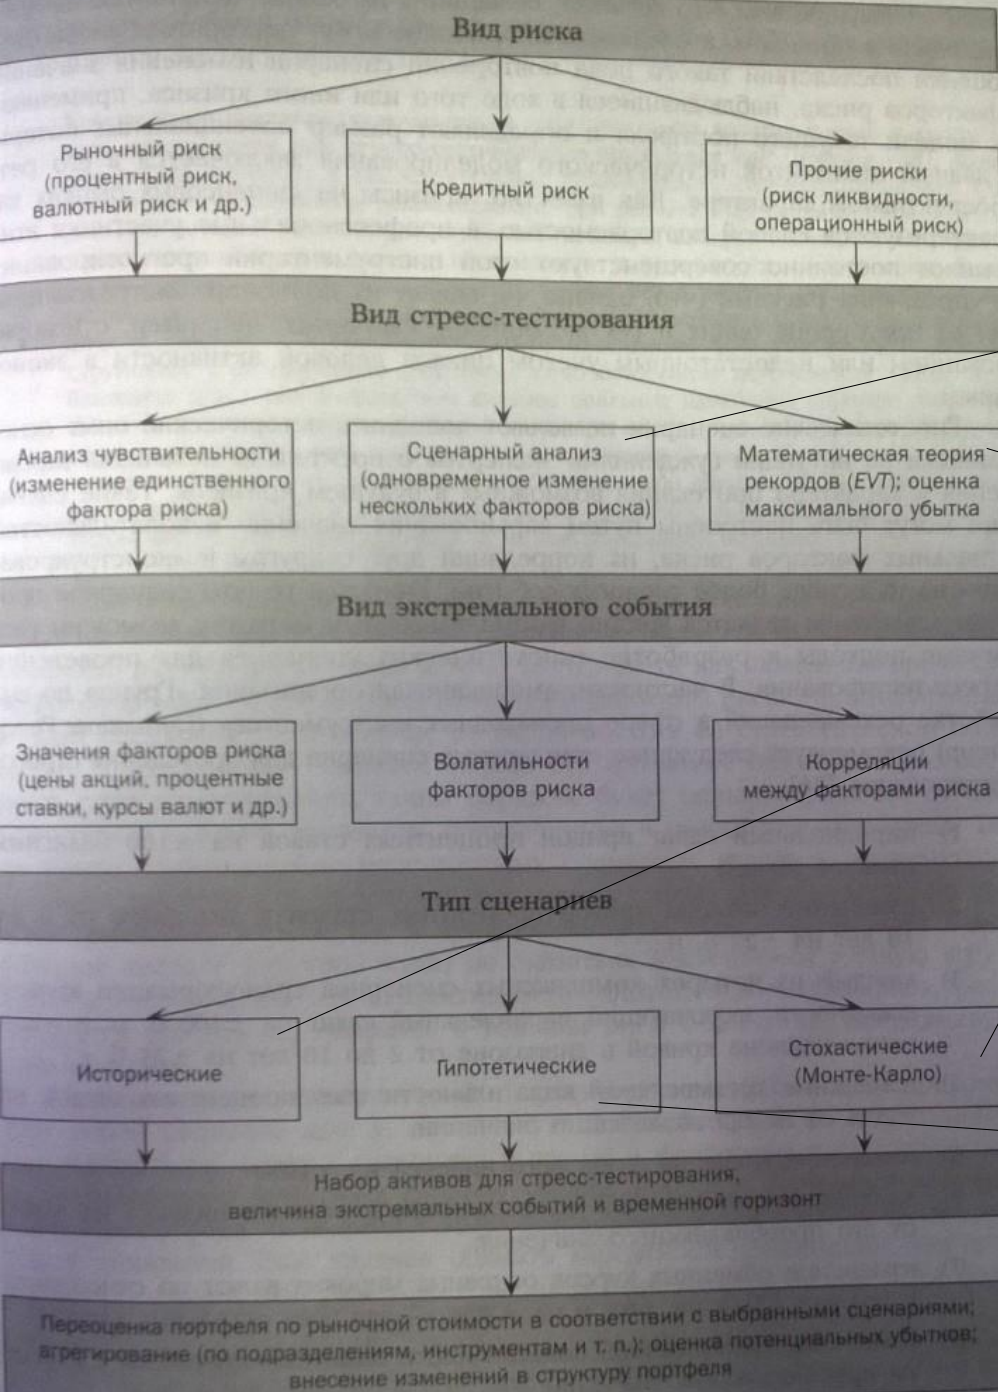 Вид риска
Рыночный риск
(процентный риск,
валютный риск и др.)
Кредитный риск
Прочие риски
(риск ликвидности,
операционный риск)
Вид стресс-тестирования
Анализ чувствительности
(изменение единственного
фактора риска)
Сценарный анализ
(одновременное изменение
нескольких факторов риска)
Математическая теория
рекордов (EVT); оценка
максимального убытка
Вид экстремального события
Значения факторов риска
(цены акций, процентные
ставки, курсы валют и др.)
Волатильности
факторов риска
Корреляции
между факторами риска
Тип сценариев
Исторические
Гипотетические
Стохастические
(Монте-Карло)
Набор активов для стресс-тестирования,
величина экстремальных событий и временной горизонт
Переоценка портфеля по рыночной стоимости в соответствии с выбранными сценариями;
агрегирование (по подразделениям, инструментам и т. п.); оценка потенциальных убытков;
внесение изменений в структуру портфеля